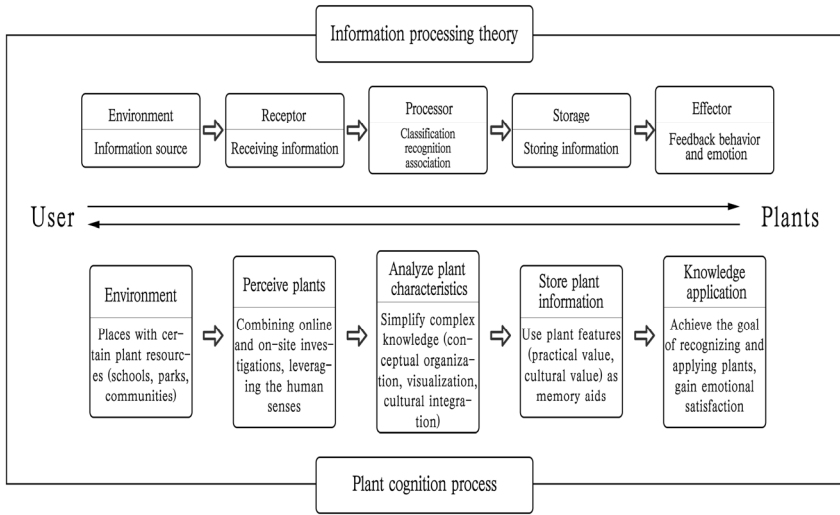 Information processing theory
Environment
Information source
Receptor
Receiving information
Processor
Classification
recognition
association
Storage
Storing information
Effector
Feedback behavior
and emotion
User
Plants
Environment
Places with cer-
tain plant resourc-
es (schools, parks,
communities)
Perceive plants
Combining online
and on-site inves-
tigations, leverag-
ing the human
senses
Analyze plant
characteristics
Simplify complex
knowledge (con-
ceptual organiza-
tion, visualization,
cultural integra-
tion)
Store plant
information
Use plant features
(practical value,
cultural value) as
memory aids
Knowledge
application
Achieve the goal
of recognizing and
applying plants,
gain emotional
satisfaction
Plant cognition process